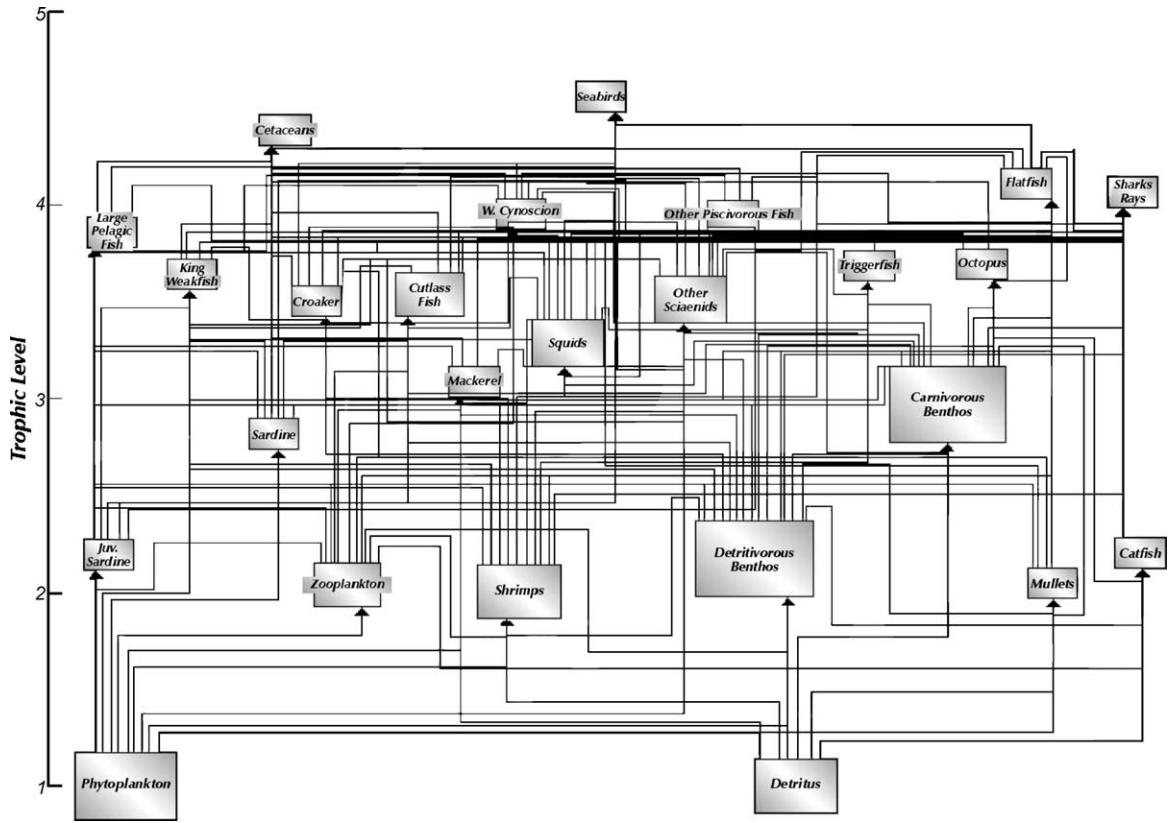 5
Seabirds
Cetaceans
Flatfish
Sharks
Rays
4
Large
Pelagic
Fish
W. Cynoscion
Other Piscivorous Fish
King
Weakfish
Croaker
Cutlass
Fish
Other
Sciaenids
Triggerfish
Octopus
Squids
Trophic Level
3
Mackerel
Carnivorous
Benthos
Sardine
Juv.
Sardine
Detritivorous
Benthos
Catfish
Zooplankton
Shrimps
Mullets
2
Phytoplankton
Detritus
1